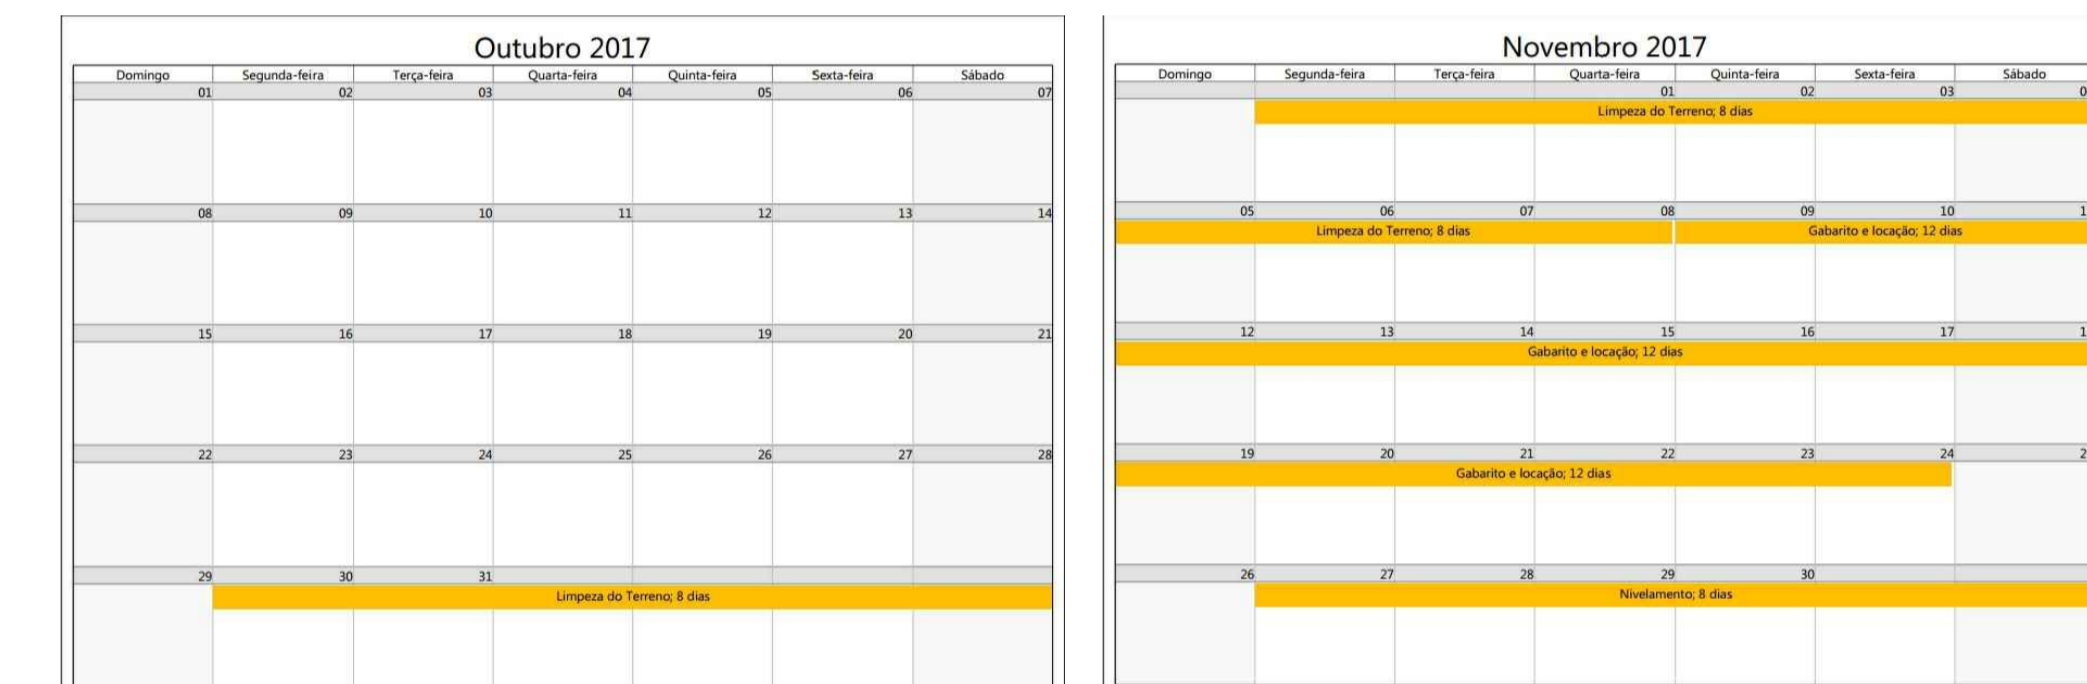 Outubro 2017
Domingo Segunda-feira Terça-feira Quarta-feira Quinta-feira Sexta-feira Sábado
01 02 03 04 05 06 07
08 09 10 11 12 13 14
15 16 17 18 19 20 21
22 23 24 25 26 27 28
29 30 31
Limpeza do Terreno; 8 dias
Novembro 2017
Domingo Segunda-feira Terça-feira Quarta-feira Quinta-feira Sexta-feira Sábado
01 02 03
Limpeza do Terreno; 8 dias
05 06 07 08 09 10
Limpeza do Terreno; 8 dias Gabarito e locação; 12 dias
12 13 14 15 16 17
Gabarito e locação; 12 dias
19 20 21 22 23 24
Gabarito e locação; 12 dias
26 27 28 29 30
Nivelamento; 8 dias